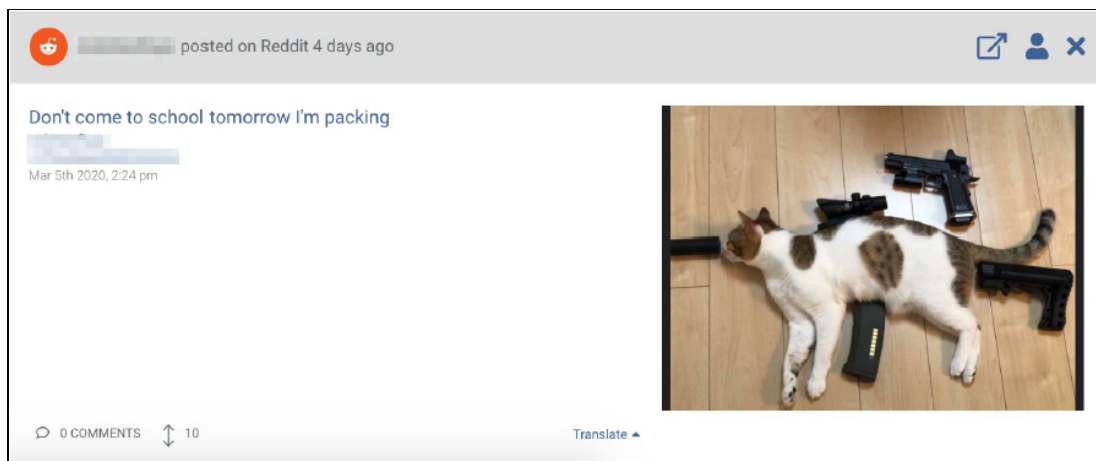 posted on Reddit 4 days ago
Don't come to school tomorrow I'm packing
Mar 5th 2020, 2:24 pm
0 COMMENTS 10
Translate